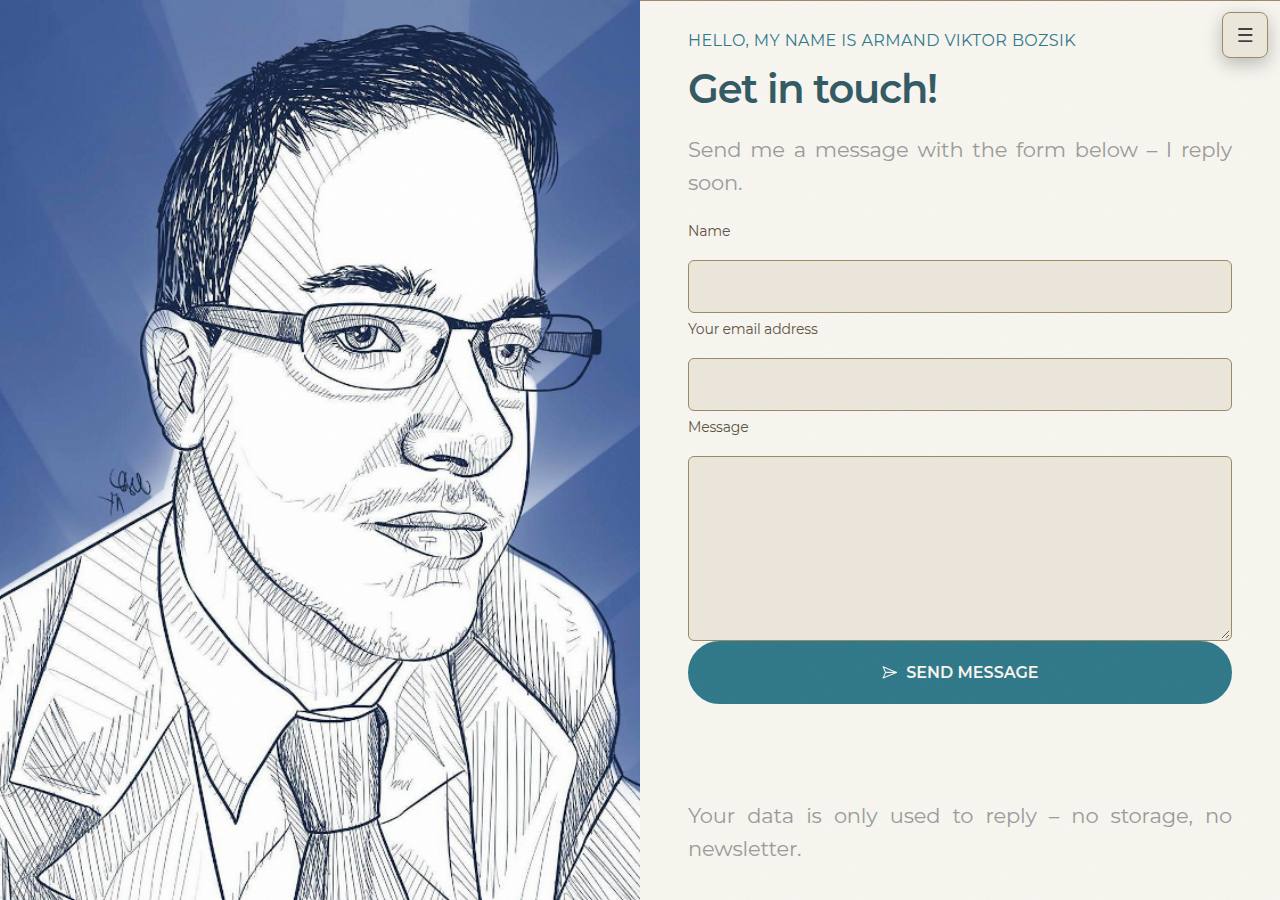 HELLO, MY NAME IS ARMAND VIKTOR BOZSIK
Get in touch!
Send me a message with the form below – I reply
soon.
Name
Your email address
Message
SEND MESSAGE
Your data is only used to reply – no storage, no
newsletter.